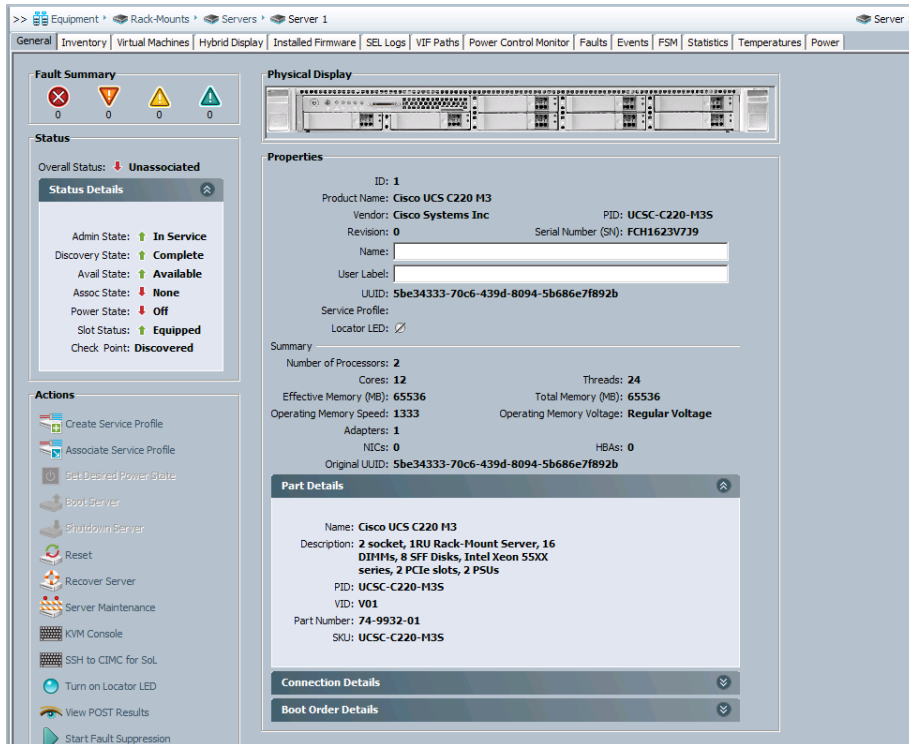 >> Equipment Rack-Mounts Servers Server 1 Server
General Inventory Virtual Machines Hybrid Display Installed Firmware SEL Logs VIF Paths Power Control Monitor Faults Events FSM Statistics Temperatures Power
Fault Summary
0 0 0 0
Status
Overall Status: Unassociated
Status Details
Admin State: In Service
Discovery State: Complete
Avail State: Available
Assoc State: None
Power State: Off
Slot Status: Equipped
Check Point: Discovered
Actions
Create Service Profile
Associate Service Profile
Set Desired Power State
Boot Server
Shutdown Server
Reset
Recover Server
Server Maintenance
KVM Console
SSH to CIMC for SoL
Turn on Locator LED
View POST Results
Start Fault Suppression
Physical Display
Properties
ID: 1
Product Name: Cisco UCS C220 M3
Vendor: Cisco Systems Inc PID: UCSC-C220-M3S
Revision: 0 Serial Number (SN): FCH1623V7J9
Name:
User Label:
UUID: 5be34333-70c6-439d-8094-5b686e7f892b
Service Profile:
Locator LED:
Summary
Number of Processors: 2
Cores: 12 Threads: 24
Effective Memory (MB): 65536 Total Memory (MB): 65536
Operating Memory Speed: 1333 Operating Memory Voltage: Regular Voltage
Adapters: 1
NICs: 0 HBAs: 0
Original UUID: 5be34333-70c6-439d-8094-5b686e7f892b
Part Details
Name: Cisco UCS C220 M3
Description: 2 socket, 1RU Rack-Mount Server, 16
DIMMs, 8 SFF Disks, Intel Xeon 55XX
series, 2 PCIe slots, 2 PSUs
PID: UCSC-C220-M3S
VID: V01
Part Number: 74-9932-01
SKU: UCSC-C220-M3S
Connection Details
Boot Order Details